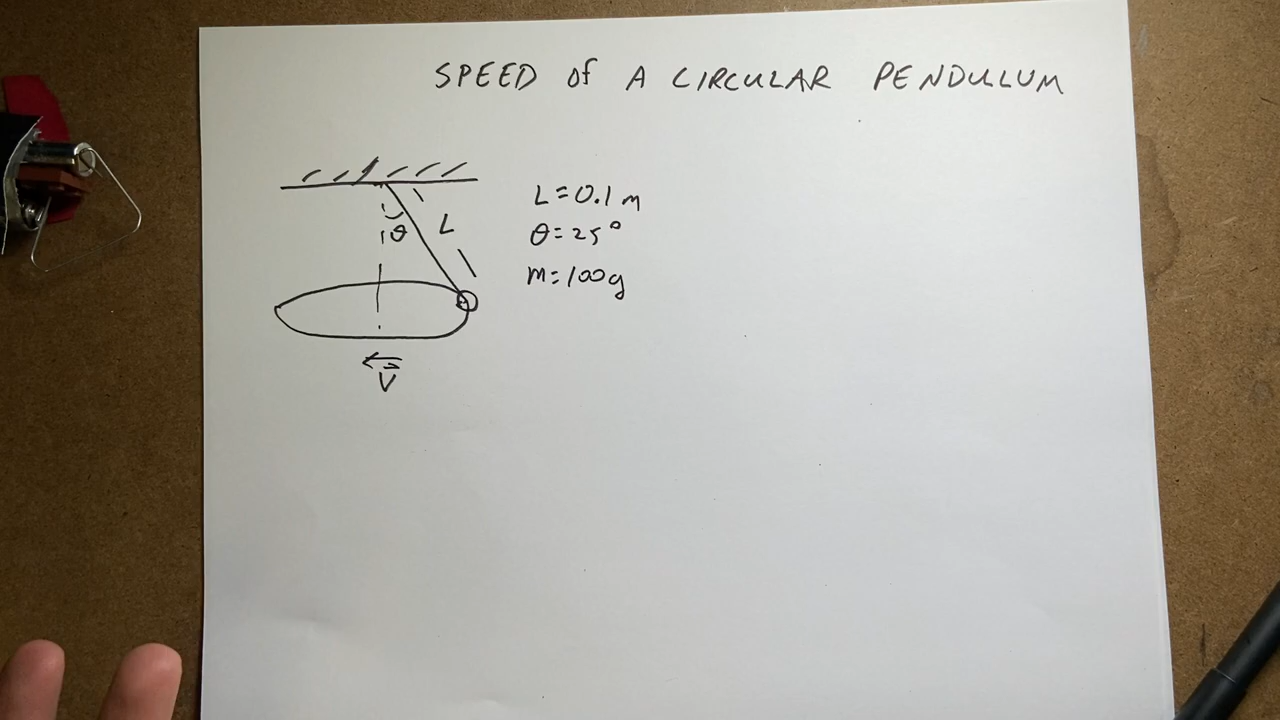 SPEED of A CIRCULAR PENDULUM
L=0.1 m
θ L
θ=25°
m=100g
V